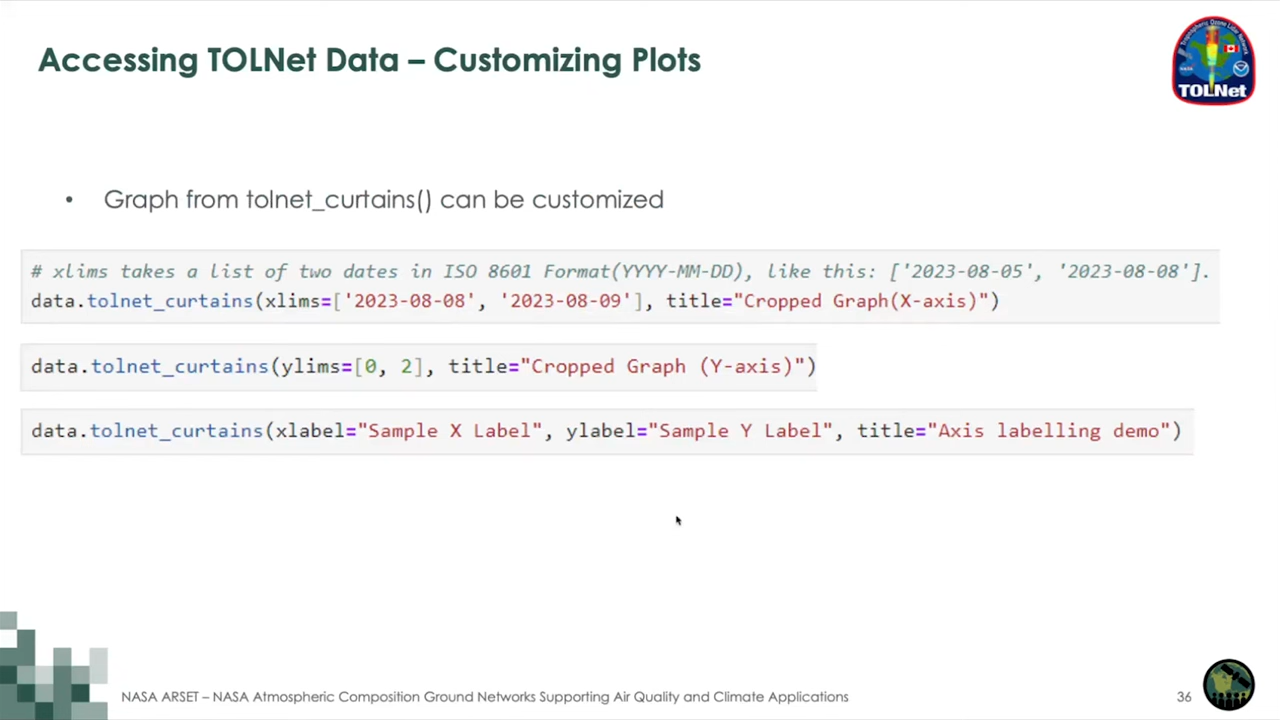 Accessing TOLNet Data – Customizing Plots
TOLNet
• Graph from tolnet_curtains() can be customized
# xlims takes a list of two dates in ISO 8601 Format(YYYY-MM-DD), like this: ['2023-08-05', '2023-08-08'].
data.tolnet_curtains(xlims=['2023-08-08', '2023-08-09'], title="Cropped Graph(X-axis)")
data.tolnet_curtains(ylims=[0, 2], title="Cropped Graph (Y-axis)")
data.tolnet_curtains(xlabel="Sample X Label", ylabel="Sample Y Label", title="Axis labelling demo")
NASA ARSET – NASA Atmospheric Composition Ground Networks Supporting Air Quality and Climate Applications
36